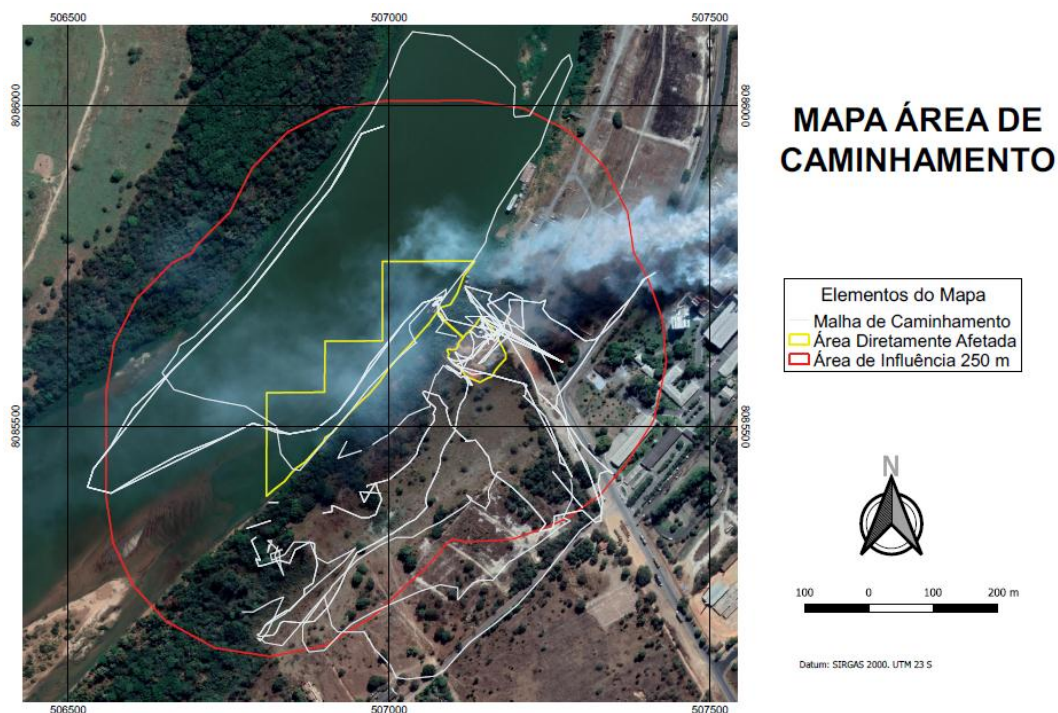 506500
507000
507500
8086000
8086000
MAPA ÁREA DE
CAMINHAMENTO
Elementos do Mapa
Malha de Caminhamento
Área Diretamente Afetada
Área de Influência 250 m
8085500
8085500
N
100 0 100 200 m
Datum: SIRGAS 2000. UTM 23 S
506500
507000
507500